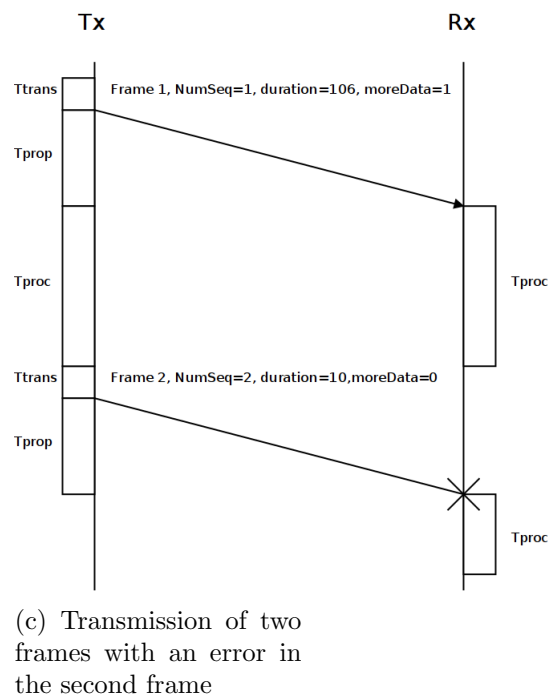 Tx Rx
Ttrans Frame 1, NumSeq=1, duration=106, moreData=1
Tprop
Tproc Tproc
Ttrans Frame 2, NumSeq=2, duration=10,moreData=0
Tprop
Tproc
(c) Transmission of two
frames with an error in
the second frame